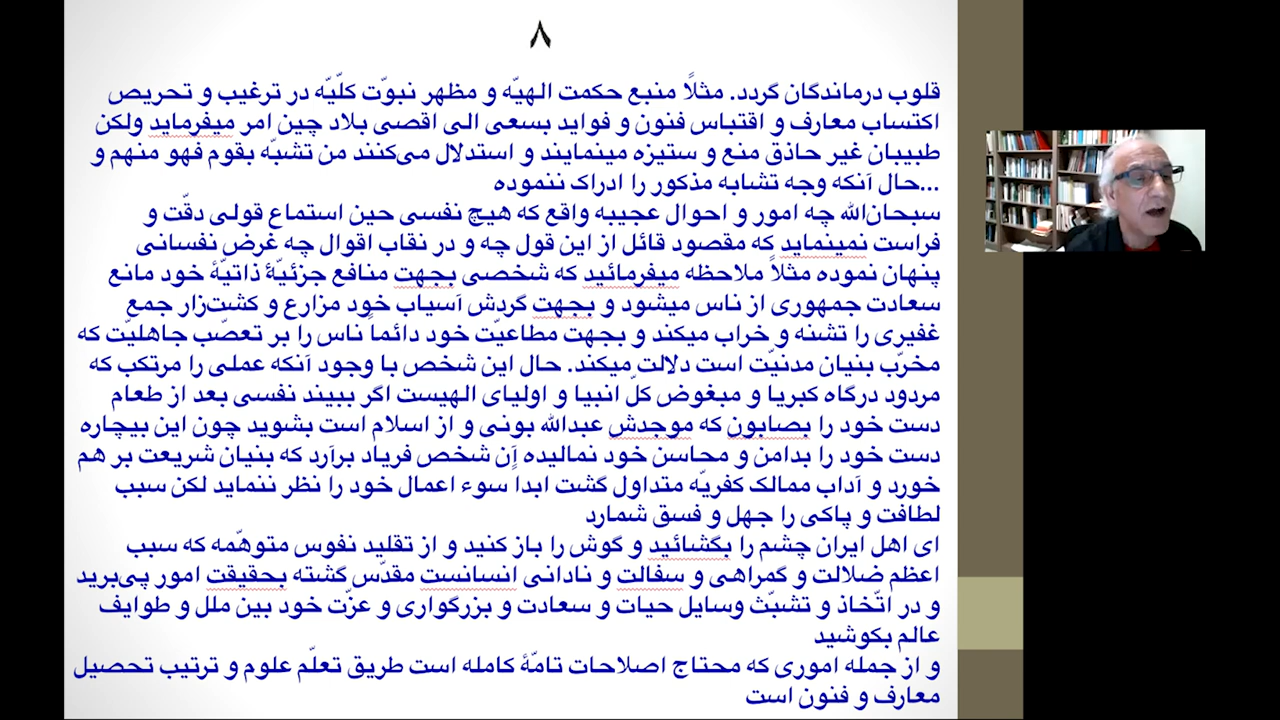 ۸
قلوب درماندگان گردد. مثلاً منبع حکمت الهیّه و مظهر نبوّت کلّیّه در ترغیب و تحریص
اکتساب معارف و اقتباس فنون و فواید بسعی الی اقصی بلاد چین امر میفرماید ولکن
طبیبان غیر حاذق منع و ستیزه مینمایند و استدلال می‌کنند من تشبّه بقوم فهو منهم و
...حال آنکه وجه تشابه مذکور را ادراک ننموده
سبحان‌الله چه امور و احوال عجیبه واقع که هیچ نفسی حین استماع قولی دقّت و
فراست نمینماید که مقصود قائل از این قول چه و در نقاب اقوال چه غرض نفسانی
پنهان نموده مثلاً ملاحظه میفرمائید که شخصی بجهت منافع جزئیّهٔ ذاتیّهٔ خود مانع
سعادت جمهوری از ناس میشود و بجهت گردش آسیاب خود مزارع و کشت‌زار جمع
غفیری را تشنه و خراب میکند و بجهت مطاعیّت خود دائماً ناس را بر تعصّب جاهلیّت که
مخرّب بنیان مدنیّت است دلالت میکند. حال این شخص با وجود آنکه عملی را مرتکب که
مردود درگاه کبریا و مبغوض کلّ انبیا و اولیای الهیست اگر ببیند نفسی بعد از طعام
دست خود را بصابون که موجدش عبدالله بونی و از اسلام است بشوید چون این بیچاره
دست خود را بدامن و محاسن خود نمالیده آن شخص فریاد برآرد که بنیان شریعت بر هم
خورد و آداب ممالک کفریّه متداول گشت ابدا سوء اعمال خود را نظر ننماید لکن سبب
لطافت و پاکی را جهل و فسق شمارد
ای اهل ایران چشم را بگشائید و گوش را باز کنید و از تقلید نفوس متوهّمه که سبب
اعظم ضلالت و گمراهی و سفالت و نادانی انسانست مقدّس گشته بحقیقت امور پی‌برید
و در اتّخاذ و تشبّث وسایل حیات و سعادت و بزرگواری و عزّت خود بین ملل و طوایف
عالم بکوشید
و از جمله اموری که محتاج اصلاحات تامّهٔ کامله است طریق تعلّم علوم و ترتیب تحصیل
معارف و فنون است